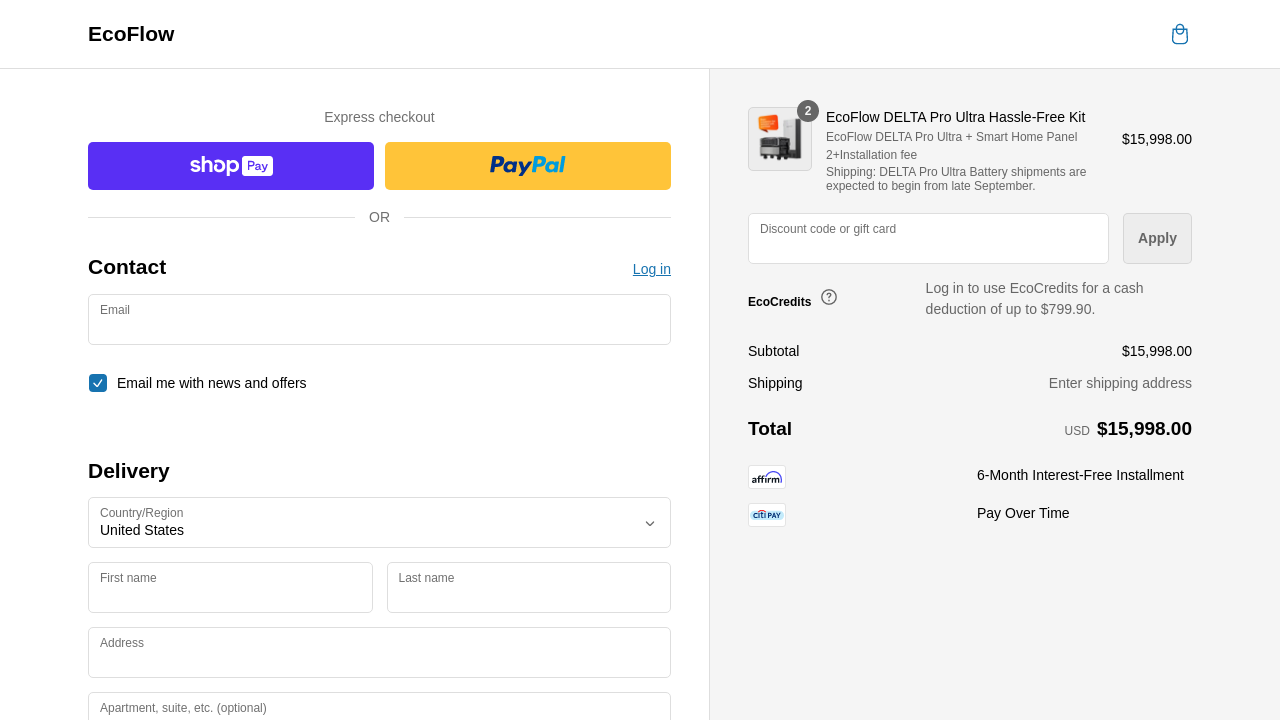 EcoFlow
Express checkout
shop Pay
PayPal
OR
Contact
Log in
Email
Email me with news and offers
Delivery
Country/Region
United States
First name
Last name
Address
Apartment, suite, etc. (optional)
2
EcoFlow DELTA Pro Ultra Hassle-Free Kit
EcoFlow DELTA Pro Ultra + Smart Home Panel
2+Installation fee
Shipping: DELTA Pro Ultra Battery shipments are
expected to begin from late September.
$15,998.00
Discount code or gift card
Apply
EcoCredits
Log in to use EcoCredits for a cash
deduction of up to $799.90.
Subtotal
$15,998.00
Shipping
Enter shipping address
Total
USD $15,998.00
affirm
6-Month Interest-Free Installment
citi PAY
Pay Over Time